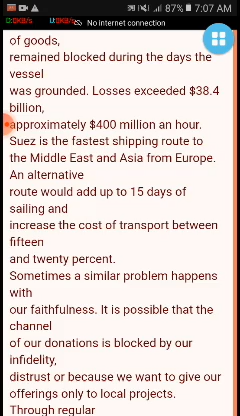 0:0KB/s U:0KB/s No internet connection 87% 7:07 AM
of goods,
remained blocked during the days the
vessel
was grounded. Losses exceeded $38.4
billion,
approximately $400 million an hour.
Suez is the fastest shipping route to
the Middle East and Asia from Europe.
An alternative
route would add up to 15 days of
sailing and
increase the cost of transport between
fifteen
and twenty percent.
Sometimes a similar problem happens
with
our faithfulness. It is possible that the
channel
of our donations is blocked by our
infidelity,
distrust or because we want to give our
offerings only to local projects.
Through regular